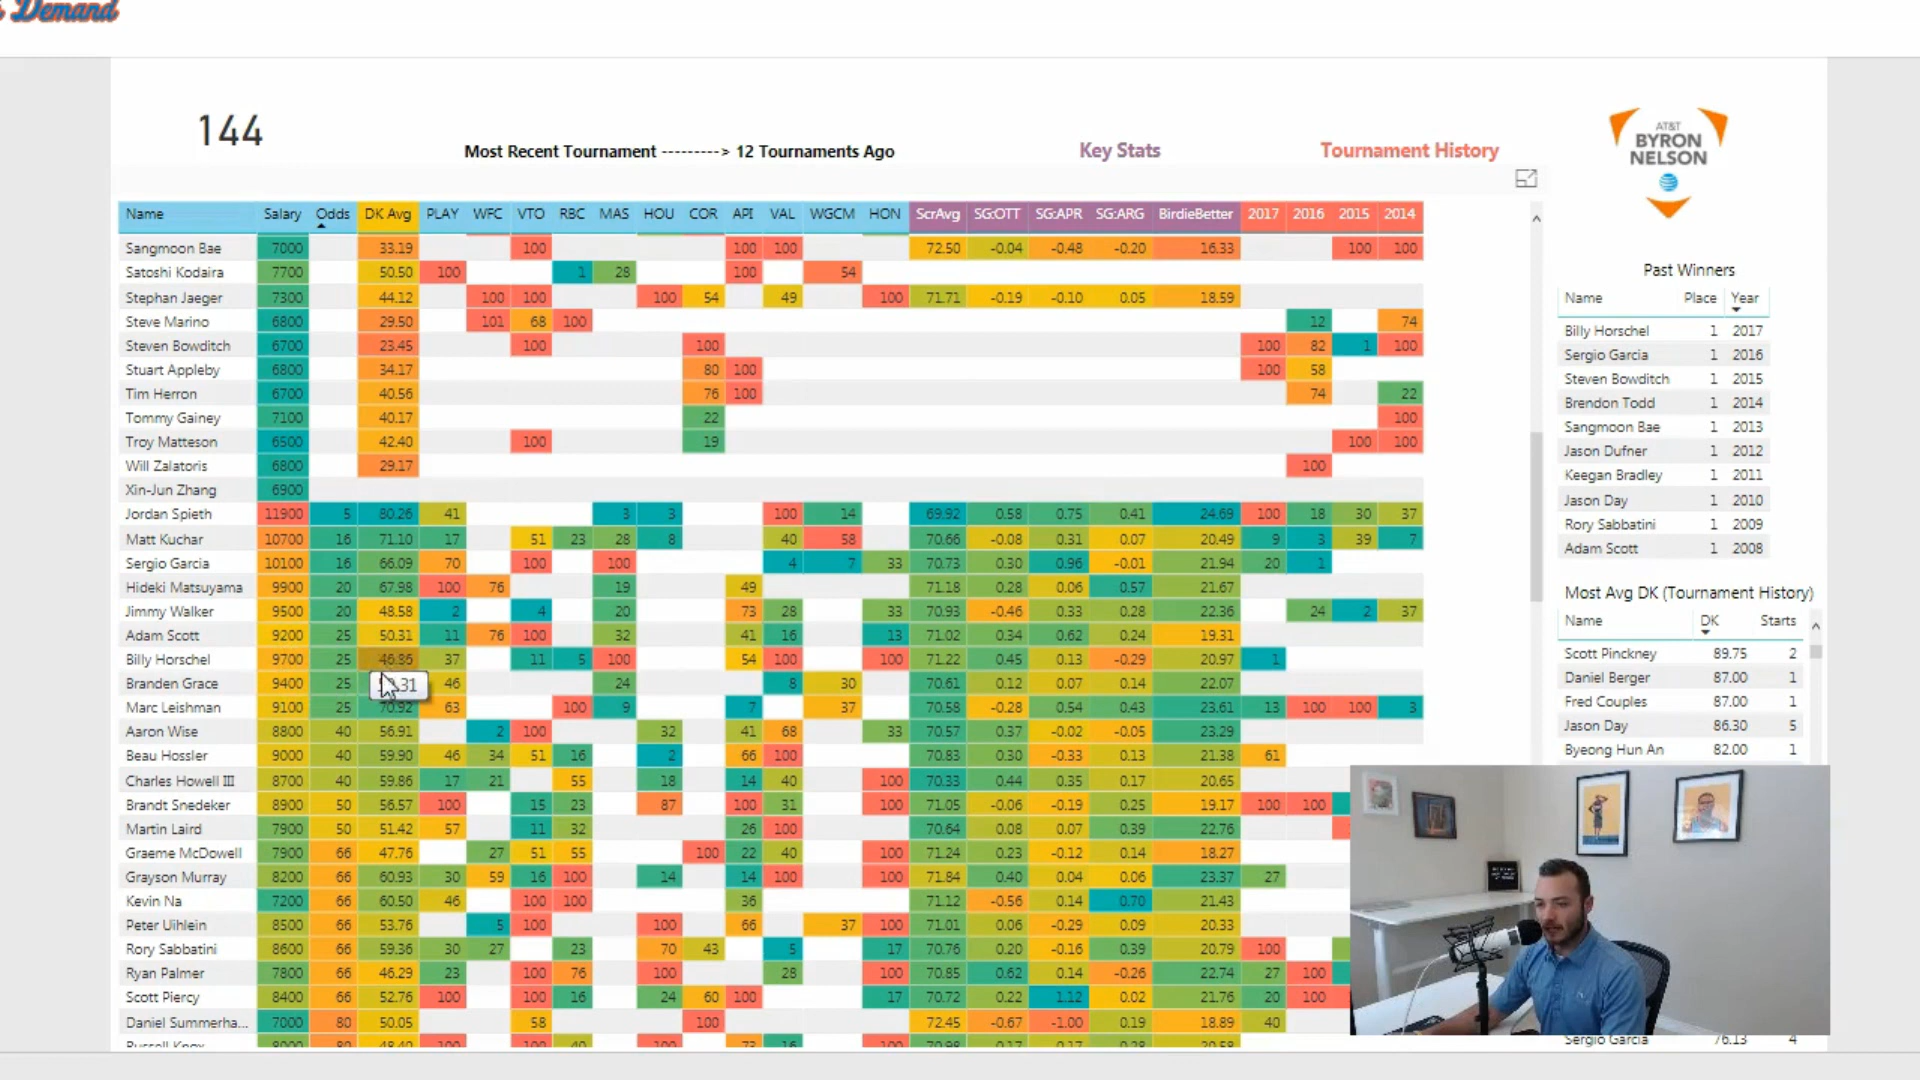 Demand
144
Most Recent Tournament --------> 12 Tournaments Ago Key Stats Tournament History
AT&T
BYRON
NELSON
Name Salary Odds DK Avg PLAY WFC VTO RBC MAS HOU COR API VAL WGCM HON ScrAvg SG:OTT SG:APR SG:ARG BirdieBetter 2017 2016 2015 2014
Sangmoon Bae 7000 33.19 100 100 100 72.50 -0.04 -0.48 -0.20 16.33 100 100
Satoshi Kodaira 7700 50.50 100 1 28 100 54
Stephan Jaeger 7300 44.12 100 100 100 54 49 100 71.71 -0.19 -0.10 0.05 18.59
Steve Marino 6800 29.50 101 68 100 12 74
Steven Bowditch 6700 23.45 100 100 100 82 1 100
Stuart Appleby 6800 34.17 80 100 100 58
Tim Herron 6700 40.56 76 100 74 22
Tommy Gainey 7100 40.17 22 100
Troy Matteson 6500 42.40 100 19 100 100
Will Zalatoris 6800 29.17 100
Xin-Jun Zhang 6900
Jordan Spieth 11900 5 80.26 41 3 3 100 14 69.92 0.58 0.75 0.41 24.69 100 18 30 37
Matt Kuchar 10700 16 71.10 17 51 23 28 8 40 58 70.66 -0.08 0.31 0.07 20.49 9 3 39 7
Sergio Garcia 10100 16 66.09 70 100 100 4 7 33 70.73 0.30 0.96 -0.01 21.94 20 1
Hideki Matsuyama 9900 20 67.98 100 76 19 49 71.18 0.28 0.06 0.57 21.67
Jimmy Walker 9500 20 48.58 2 4 20 73 28 33 70.93 -0.46 0.33 0.28 22.36 24 2 37
Adam Scott 9200 25 50.31 11 76 100 32 41 16 13 71.02 0.34 0.62 0.24 19.31
Billy Horschel 9700 25 46.86 37 11 5 100 54 100 100 71.22 0.45 0.13 -0.29 20.97 1
Branden Grace 9400 25 .31 46 24 8 30 70.61 0.12 0.07 0.14 22.07
Marc Leishman 9100 25 70.92 63 100 9 7 37 70.58 -0.28 0.54 0.43 23.61 13 100 100 3
Aaron Wise 8800 40 56.91 2 100 32 41 68 33 70.57 0.37 -0.02 -0.05 23.29
Beau Hossler 9000 40 59.90 46 34 51 16 2 66 100 70.83 0.30 -0.33 0.13 21.38 61
Charles Howell III 8700 40 59.86 17 21 55 18 14 40 100 70.33 0.44 0.35 0.17 20.65
Brandt Snedeker 8900 50 56.57 100 15 23 87 100 31 100 71.05 -0.06 -0.19 0.25 19.17 100 100
Martin Laird 7900 50 51.42 57 11 32 26 100 70.64 0.08 0.07 0.39 22.76
Graeme McDowell 7900 66 47.76 27 51 55 100 22 40 100 71.24 0.23 -0.12 0.14 18.27
Grayson Murray 8200 66 60.93 30 59 16 100 14 14 100 100 71.84 0.40 0.04 0.06 23.37 27
Kevin Na 7200 66 60.50 46 100 100 36 71.12 -0.56 0.14 0.70 21.43
Peter Uihlein 8500 66 53.76 5 100 100 66 37 100 71.01 0.06 -0.29 0.09 20.33
Rory Sabbatini 8600 66 59.36 30 27 23 70 43 5 17 70.76 0.20 -0.16 0.39 20.79 100
Ryan Palmer 7800 66 46.29 23 100 76 100 28 100 70.85 0.62 0.14 -0.26 22.74 27 100
Scott Piercy 8400 66 52.76 100 100 16 24 60 100 17 70.72 0.22 1.12 0.02 21.76 20 100
Daniel Summerha... 7000 80 50.05 58 100 72.45 -0.67 -1.00 0.19 18.89 40
Russell Knox 8000 80 48.40 100 100 40 100 73 16 100 70.98 0.17 0.17 0.28 20.58
Past Winners
Name Place Year
Billy Horschel 1 2017
Sergio Garcia 1 2016
Steven Bowditch 1 2015
Brendon Todd 1 2014
Sangmoon Bae 1 2013
Jason Dufner 1 2012
Keegan Bradley 1 2011
Jason Day 1 2010
Rory Sabbatini 1 2009
Adam Scott 1 2008
Most Avg DK (Tournament History)
Name DK Starts
Scott Pinckney 89.75 2
Daniel Berger 87.00 1
Fred Couples 87.00 1
Jason Day 86.30 5
Byeong Hun An 82.00 1
Sergio Garcia 76.13 4